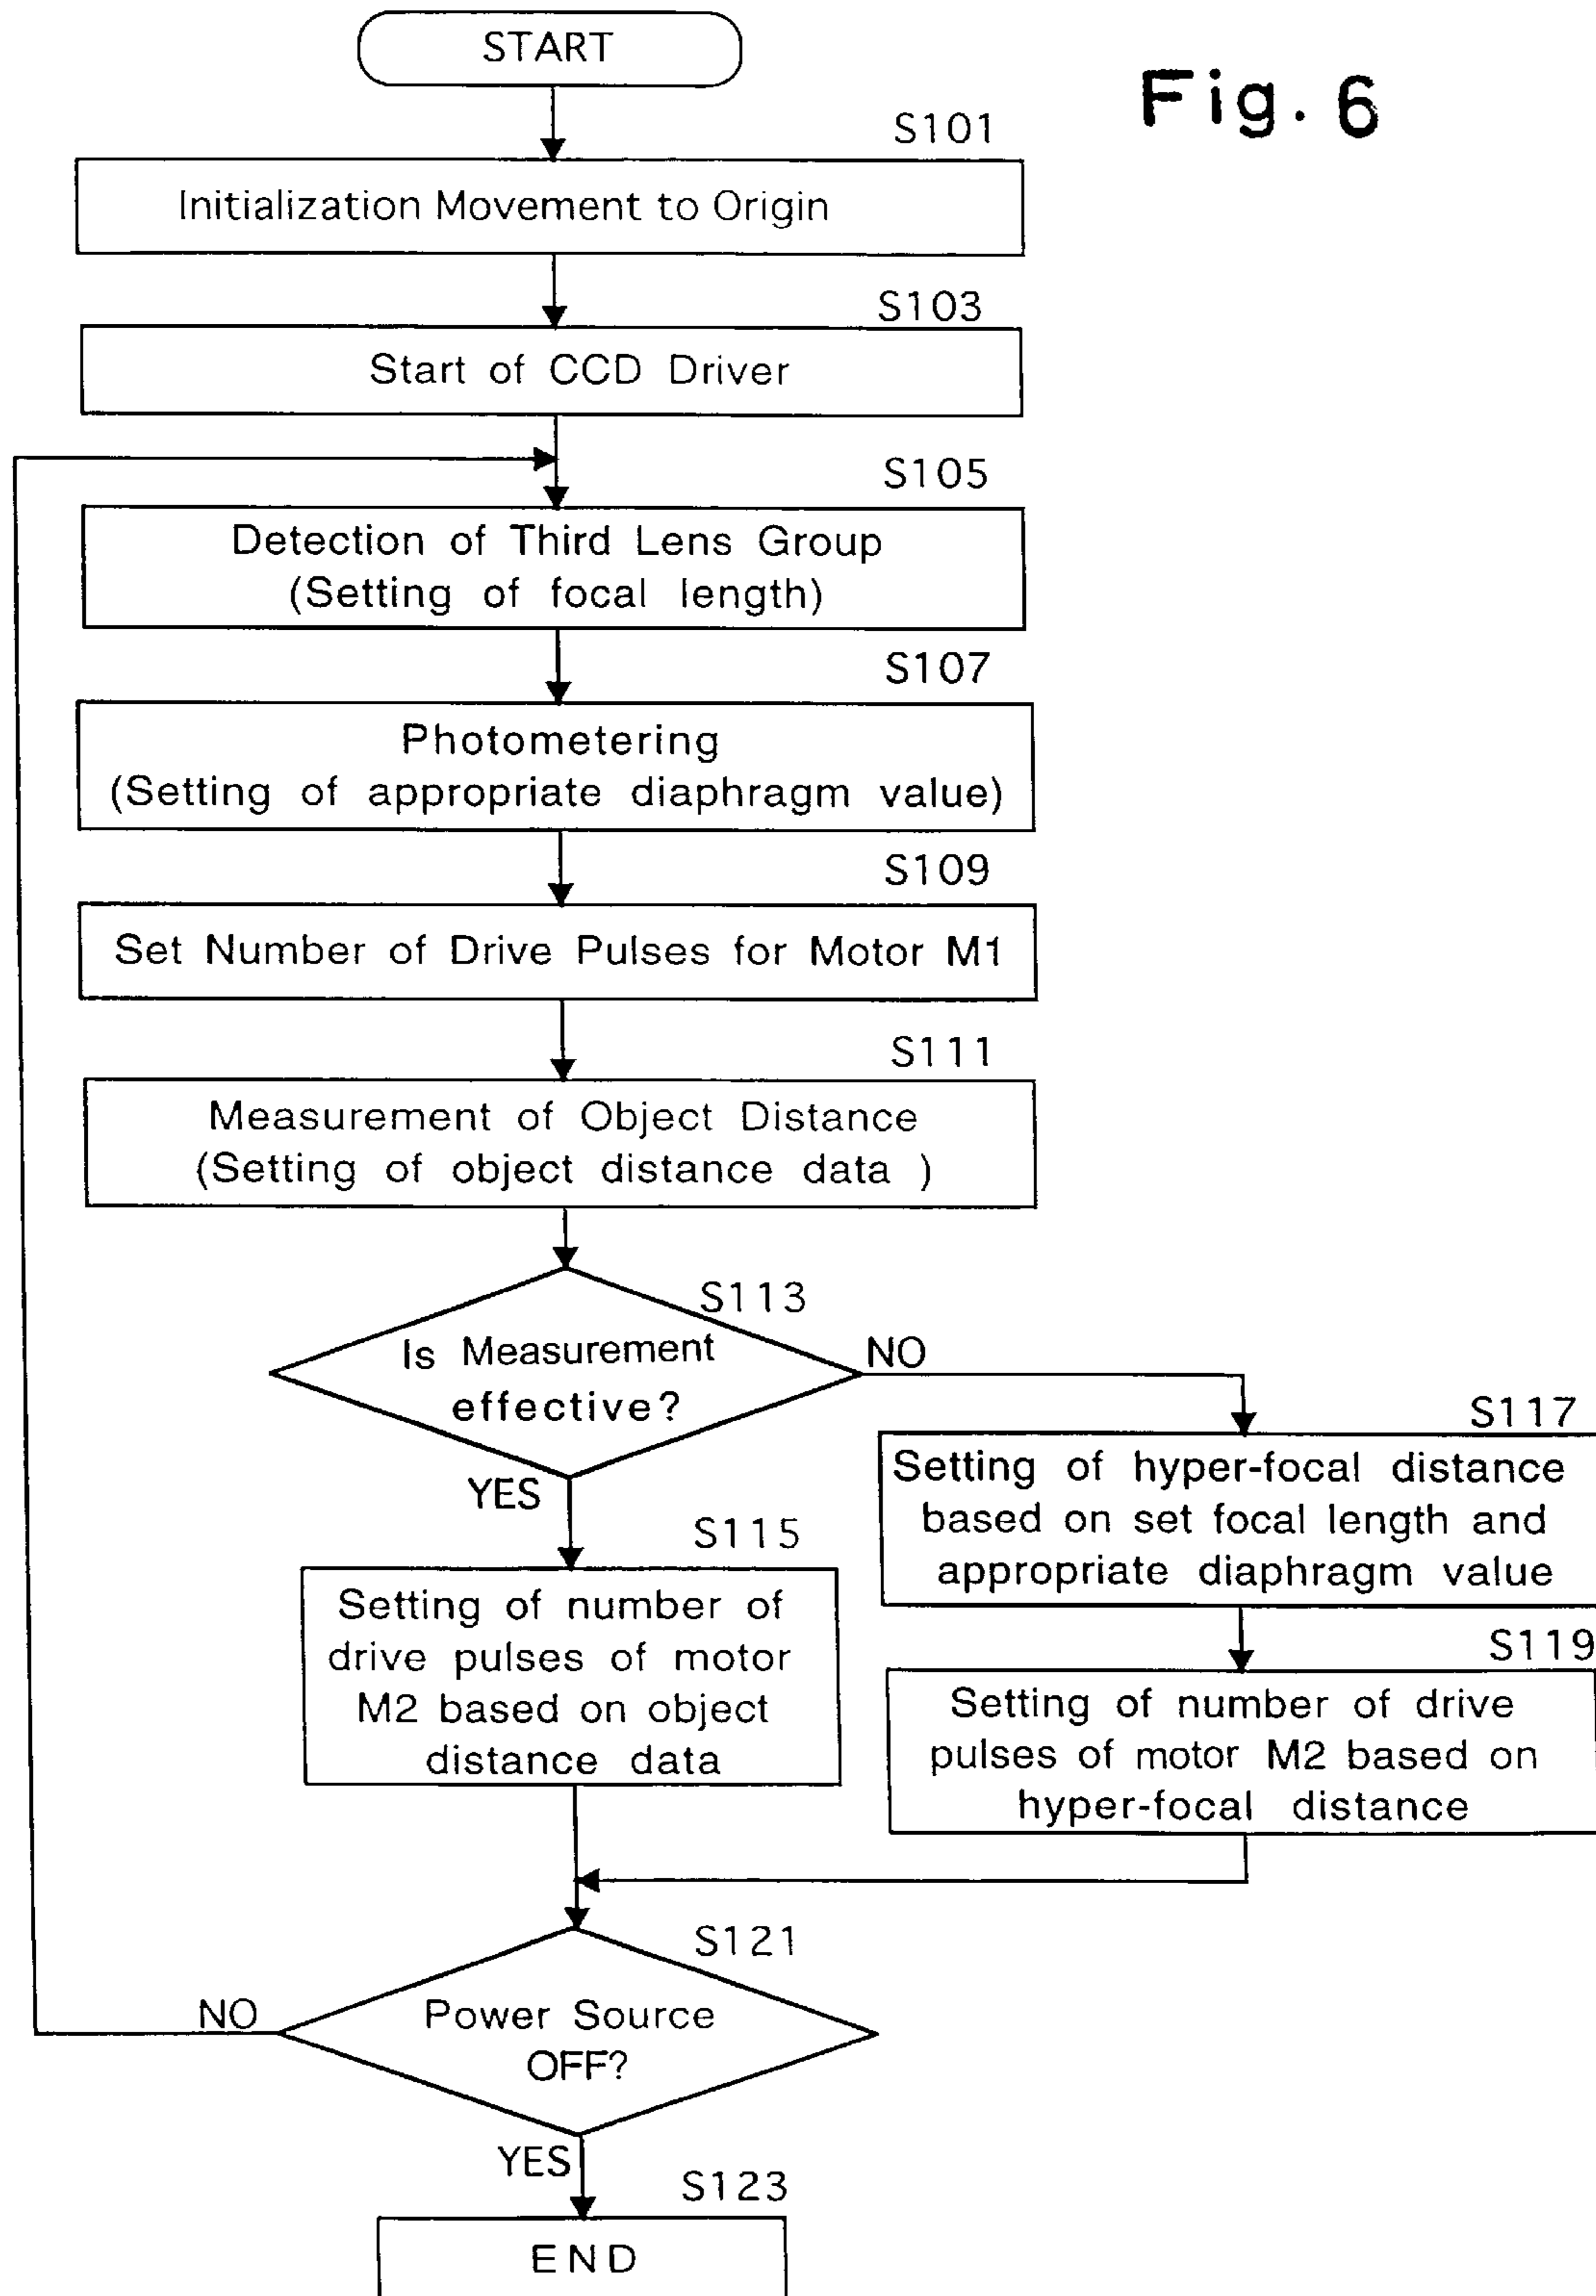 START
Fig. 6
S101
Initialization Movement to Origin
S103
Start of CCD Driver
S105
Detection of Third Lens Group
(Setting of focal length)
S107
Photometering
(Setting of appropriate diaphragm value)
S109
Set Number of Drive Pulses for Motor M1
S111
Measurement of Object Distance
(Setting of object distance data )
S113
Is Measurement
effective?
NO
YES
S117
Setting of hyper-focal distance
based on set focal length and
appropriate diaphragm value
S115
Setting of number of
drive pulses of motor
M2 based on object
distance data
S119
Setting of number of drive
pulses of motor M2 based on
hyper-focal distance
S121
Power Source
OFF?
NO
YES
S123
END